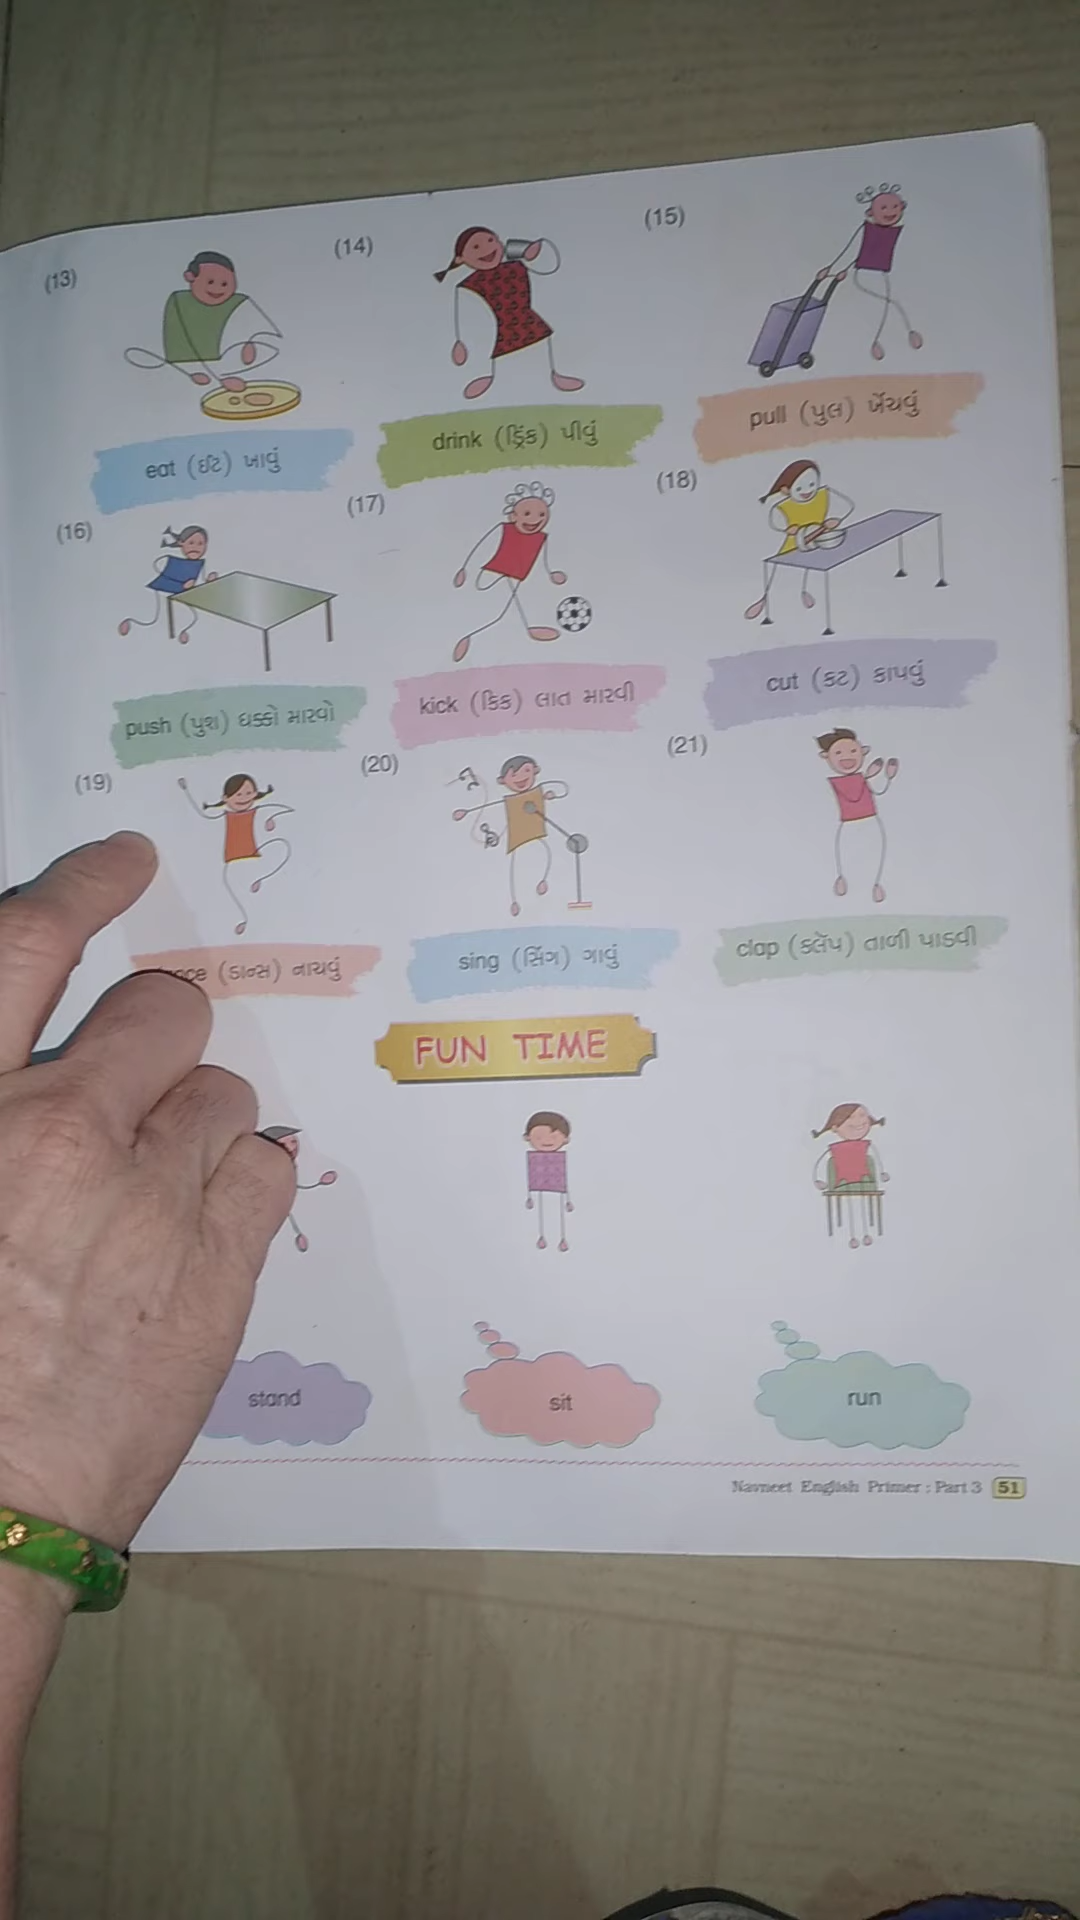 (13)
(14)
(15)
eat (ઈટ) ખાવું
drink (ડ્રિંક) પીવું
pull (પુલ) ખેંચવું
(16)
(17)
(18)
push (પુશ) ધક્કો મારવો
kick (કિક) લાત મારવી
cut (કટ) કાપવું
(19)
(20)
(21)
(ડાન્સ) નાચવું
sing (સિંગ) ગાવું
clap (ક્લૅપ) તાળી પાડવી
FUN TIME
stand
sit
run
Navneet English Primer : Part 3 51